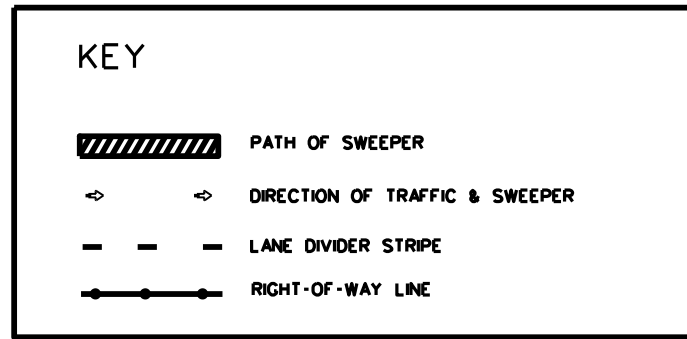 KEY
PATH OF SWEEPER
DIRECTION OF TRAFFIC & SWEEPER
LANE DIVIDER STRIPE
RIGHT-OF-WAY LINE